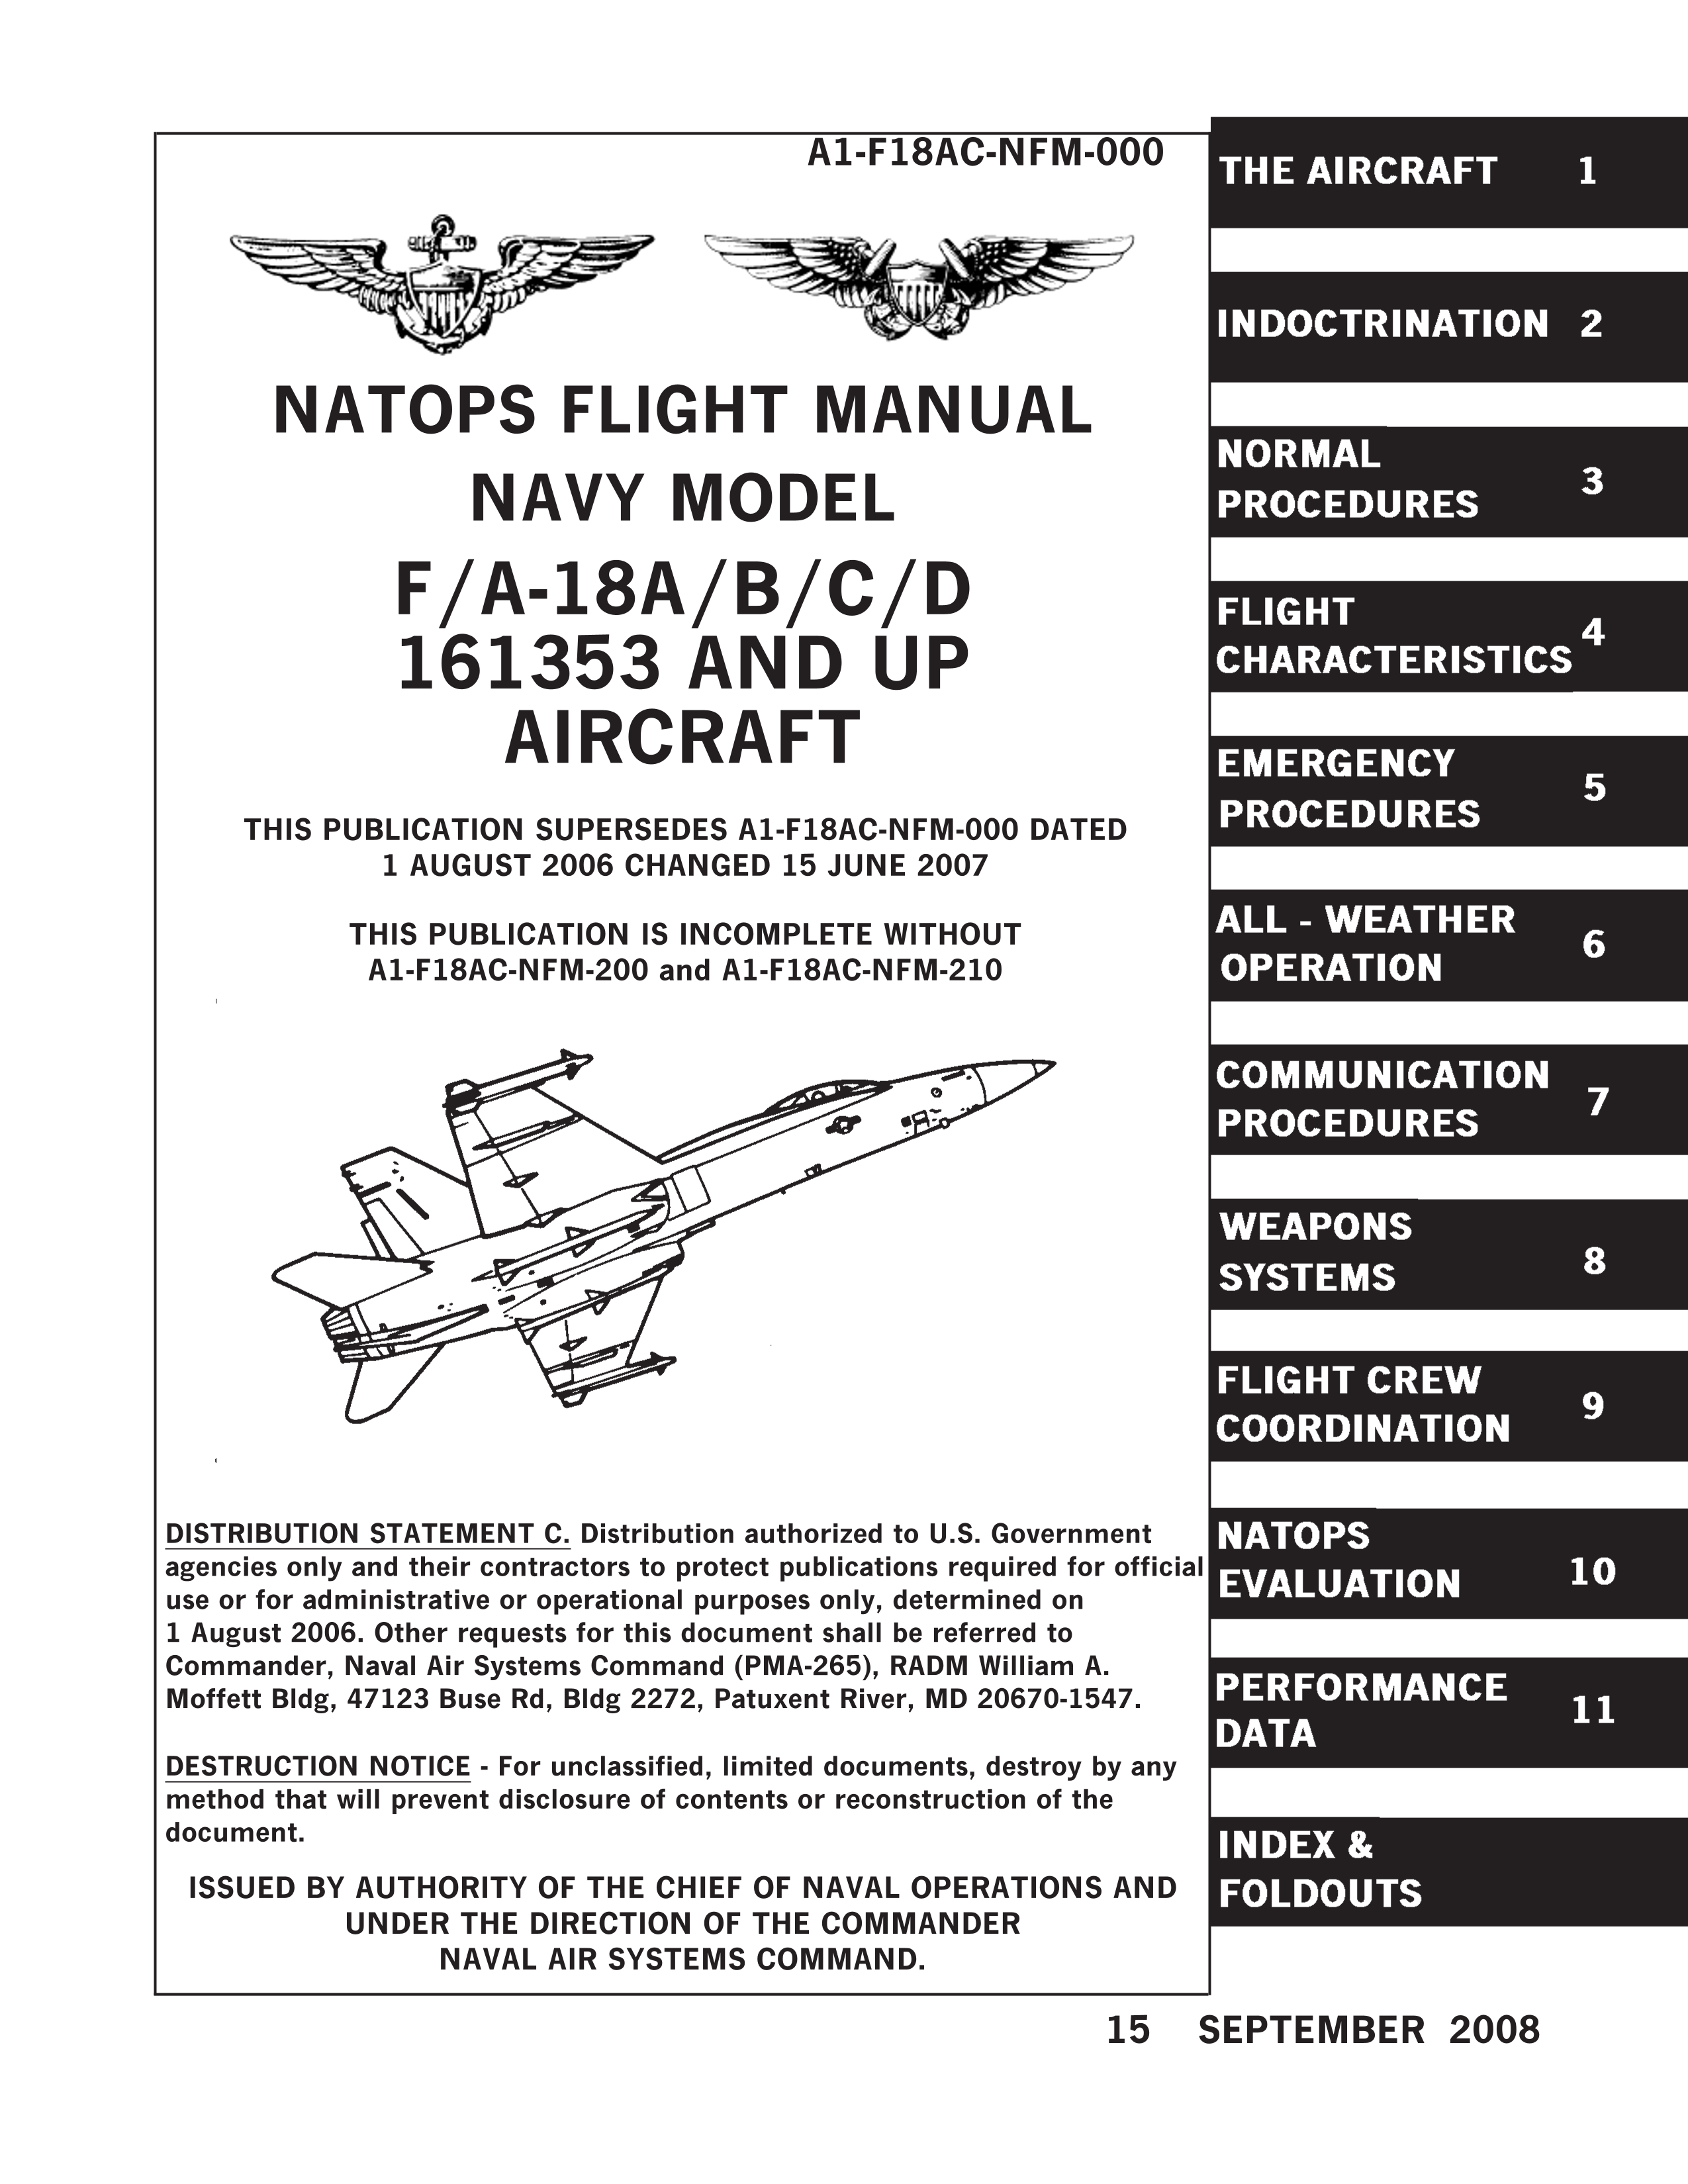 A1-F18AC-NFM-000
NATOPS FLIGHT MANUAL
NAVY MODEL
F/A-18A/B/C/D
161353 AND UP
AIRCRAFT
THIS PUBLICATION SUPERSEDES A1-F18AC-NFM-000 DATED
1 AUGUST 2006 CHANGED 15 JUNE 2007
THIS PUBLICATION IS INCOMPLETE WITHOUT
A1-F18AC-NFM-200 and A1-F18AC-NFM-210
DISTRIBUTION STATEMENT C. Distribution authorized to U.S. Government
agencies only and their contractors to protect publications required for official
use or for administrative or operational purposes only, determined on
1 August 2006. Other requests for this document shall be referred to
Commander, Naval Air Systems Command (PMA-265), RADM William A.
Moffett Bldg, 47123 Buse Rd, Bldg 2272, Patuxent River, MD 20670-1547.
DESTRUCTION NOTICE - For unclassified, limited documents, destroy by any
method that will prevent disclosure of contents or reconstruction of the
document.
ISSUED BY AUTHORITY OF THE CHIEF OF NAVAL OPERATIONS AND
UNDER THE DIRECTION OF THE COMMANDER
NAVAL AIR SYSTEMS COMMAND.
THE AIRCRAFT 1
INDOCTRINATION 2
NORMAL
PROCEDURES 3
FLIGHT
CHARACTERISTICS 4
EMERGENCY
PROCEDURES 5
ALL - WEATHER
OPERATION 6
COMMUNICATION
PROCEDURES 7
WEAPONS
SYSTEMS 8
FLIGHT CREW
COORDINATION 9
NATOPS
EVALUATION 10
PERFORMANCE
DATA 11
INDEX &
FOLDOUTS
15 SEPTEMBER 2008